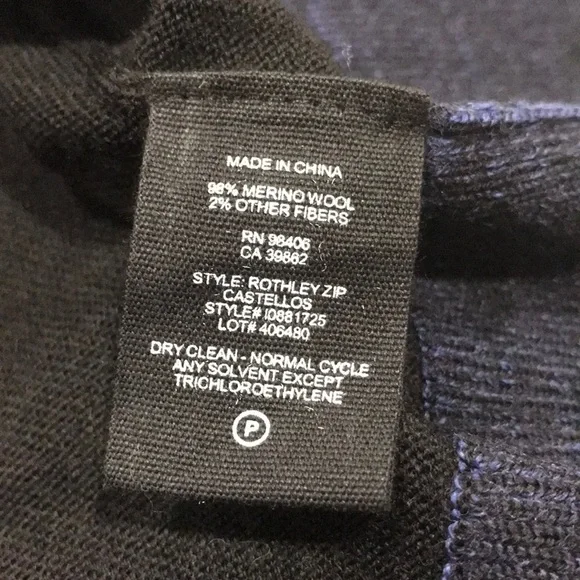 MADE IN CHINA
98% MERINO WOOL
2% OTHER FIBERS
RN 98406
CA 39862
STYLE: ROTHLEY ZIP
CASTELLOS
STYLE# I0881725
LOT# 406480
DRY CLEAN - NORMAL CYCLE
ANY SOLVENT EXCEPT
TRICHLOROETHYLENE
P